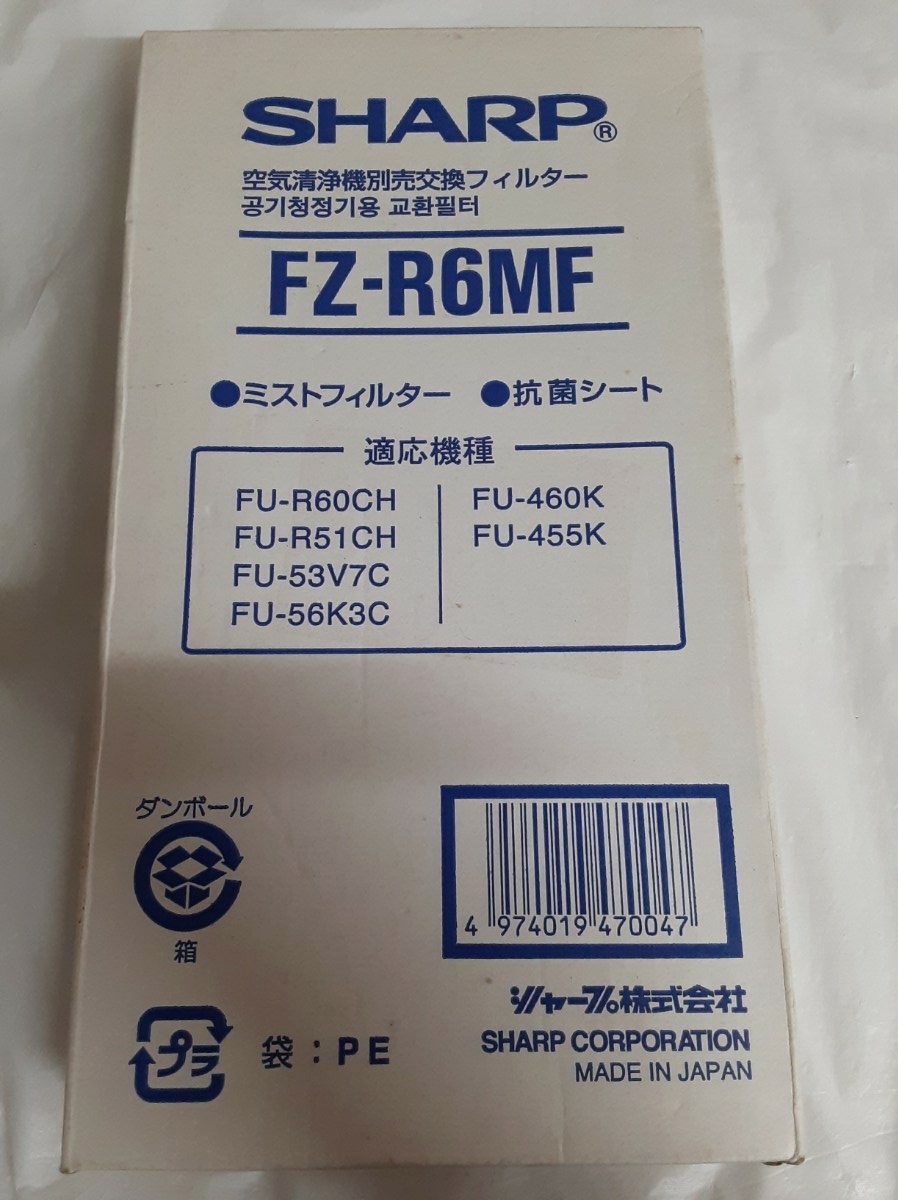 SHARP®
空気清浄機別売交換フィルター
공기청정기용 교환필터
FZ-R6MF
●ミストフィルター ●抗菌シート
適応機種
FU-R60CH
FU-R51CH
FU-53V7C
FU-56K3C
FU-460K
FU-455K
ダンボール
箱
プラ
袋:PE
4 974019 470047
シャープ株式会社
SHARP CORPORATION
MADE IN JAPAN